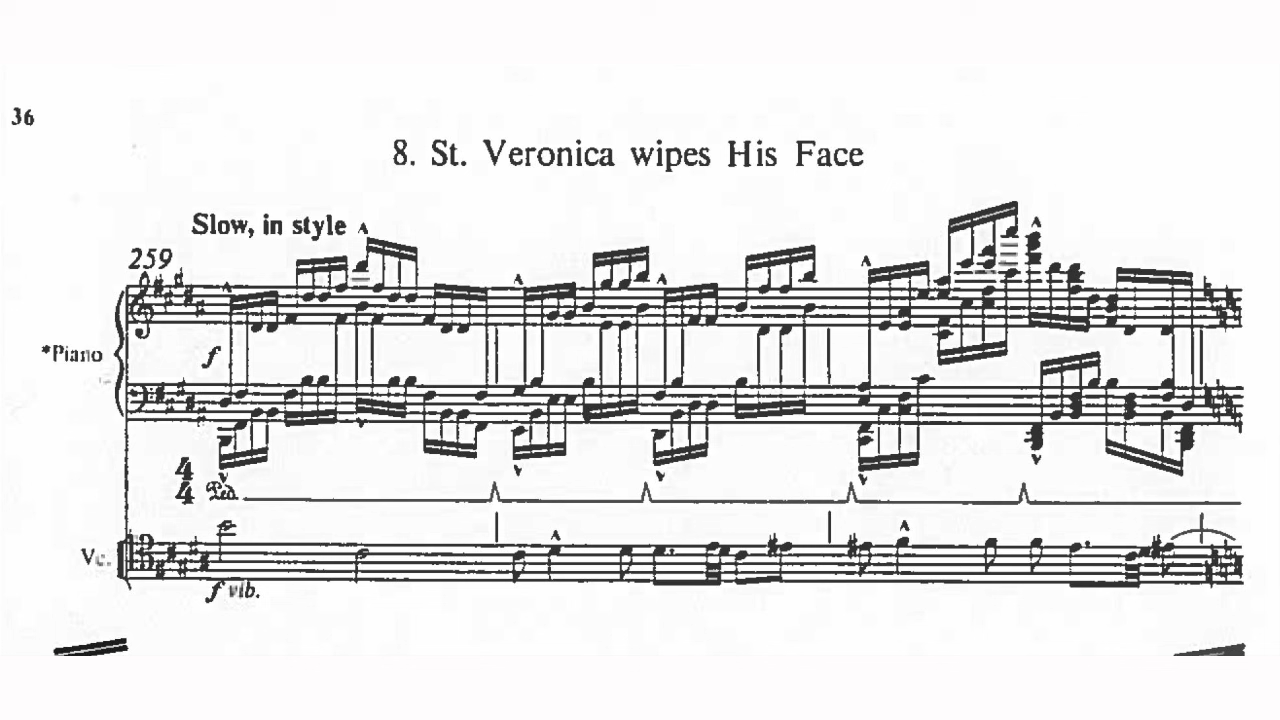 36
8. St. Veronica wipes His Face
Slow, in style
259
*Piano
f
4
4
Ped.
Vc.
f vib.